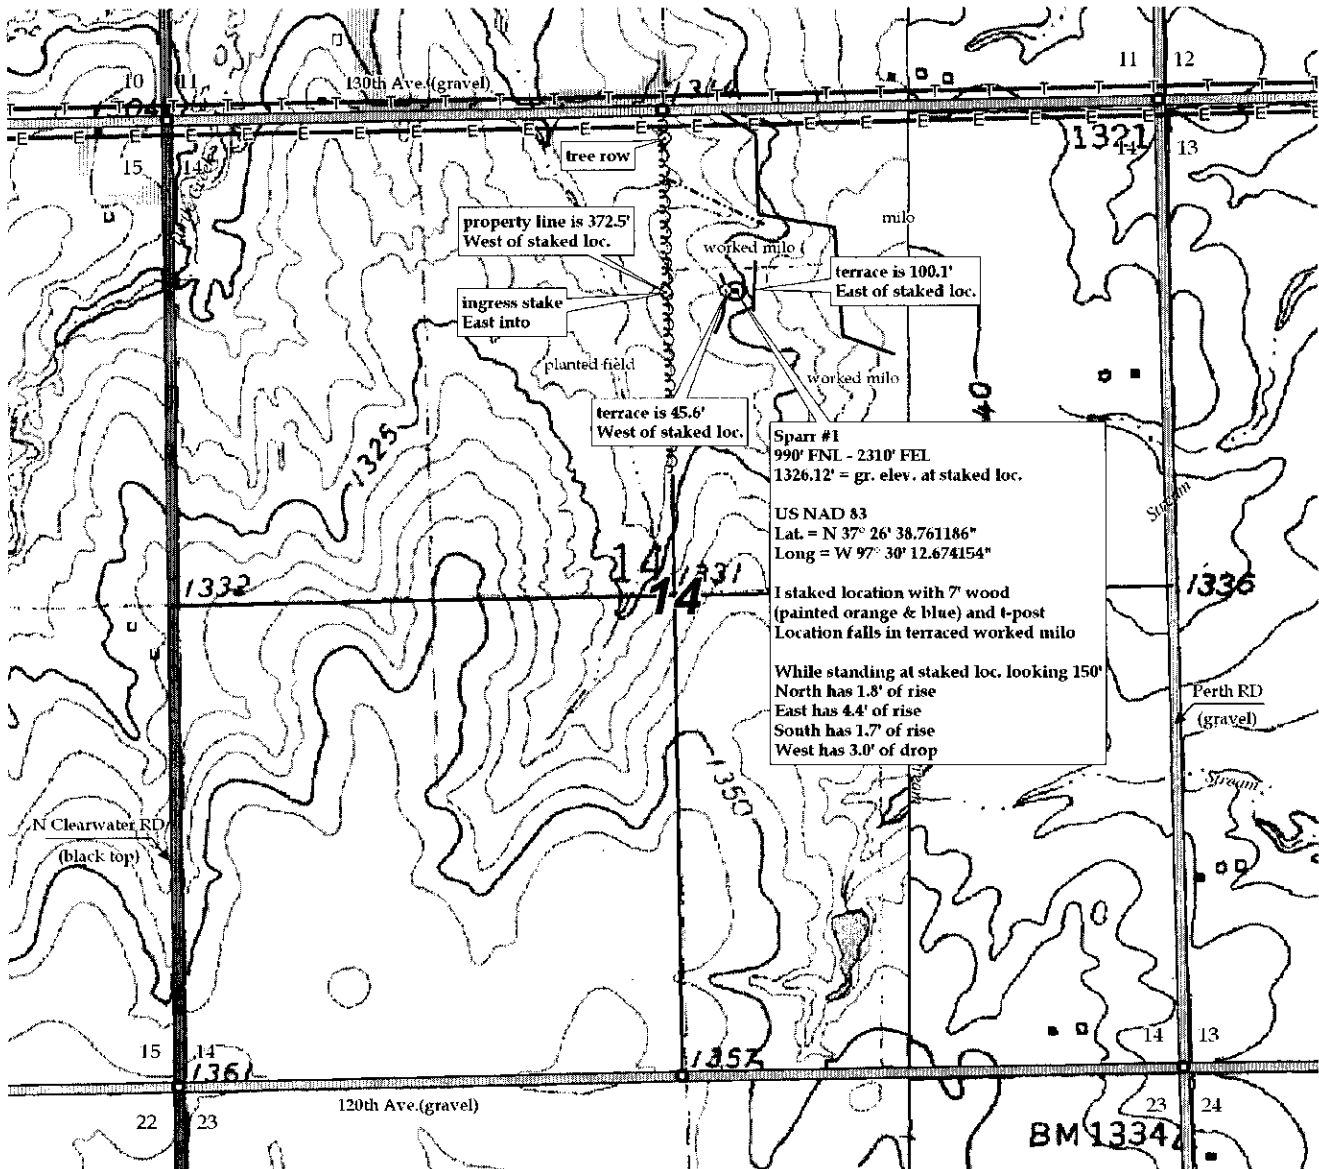 11
12
10
11
130th Ave.(gravel)
T T T T T T T T T T T T T T T T T T T T T
E E E E E E E E E E E E E E E E E E E E E
1321
14
13
15
14
tree row
property line is 372.5'
West of staked loc.
milo
worked milo
terrace is 100.1'
East of staked loc.
ingress stake
East into
planted field
worked milo
40
terrace is 45.6'
West of staked loc.
1325
Sparr #1
990' FNL - 2310' FEL
1326.12' = gr. elev. at staked loc.
US NAD 83
Lat. = N 37° 26' 38.761186"
Long = W 97° 30' 12.674154"
I staked location with 7' wood
(painted orange & blue) and t-post
Location falls in terraced worked milo
While standing at staked loc. looking 150'
North has 1.8' of rise
East has 4.4' of rise
South has 1.7' of rise
West has 3.0' of drop
Stream
14
1332
1331
14
1336
Perth RD
(gravel)
1350
Stream
N Clearwater RD
(black top)
15
14
14
13
1361
1357
120th Ave.(gravel)
22
23
23
24
BM 1334